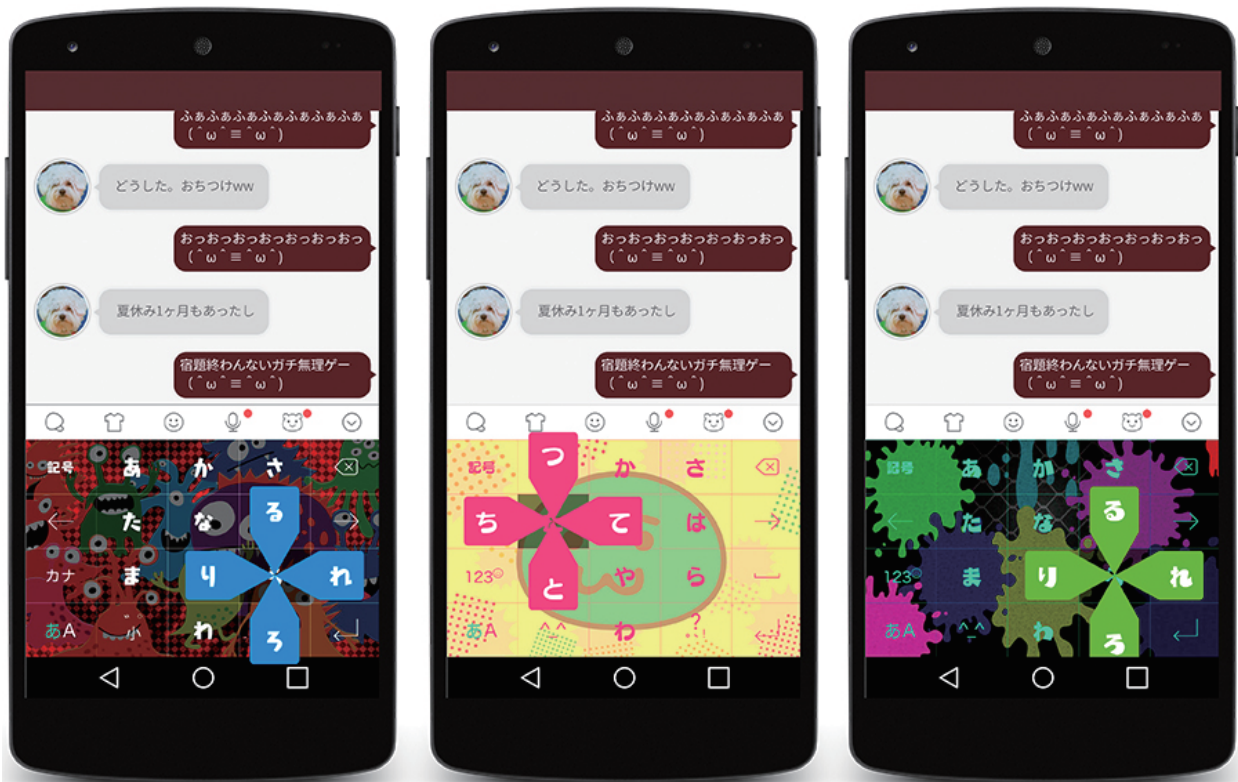 ふぁふぁふぁふぁふぁふぁふぁ
(＾ω＾≡＾ω＾)
どうした。おちつけww
おっおっおっおっおっおっおっ
(＾ω＾≡＾ω＾)
夏休み1ヶ月もあったし
宿題終わんないガチ無理ゲー
(＾ω＾≡＾ω＾)
記号 あ か さ
た な る
カナ ま り れ
あA 小 わ ろ
ふぁふぁふぁふぁふぁふぁふぁ
(＾ω＾≡＾ω＾)
どうした。おちつけww
おっおっおっおっおっおっおっ
(＾ω＾≡＾ω＾)
夏休み1ヶ月もあったし
宿題終わんないガチ無理ゲー
(＾ω＾≡＾ω＾)
記号 つ か さ
ち て は
123 と や ら
あA ^_^ わ ?!
ふぁふぁふぁふぁふぁふぁふぁ
(＾ω＾≡＾ω＾)
どうした。おちつけww
おっおっおっおっおっおっおっ
(＾ω＾≡＾ω＾)
夏休み1ヶ月もあったし
宿題終わんないガチ無理ゲー
(＾ω＾≡＾ω＾)
記号 あ か さ
た な る
123 ま り れ
あA ^_^ わ ろ